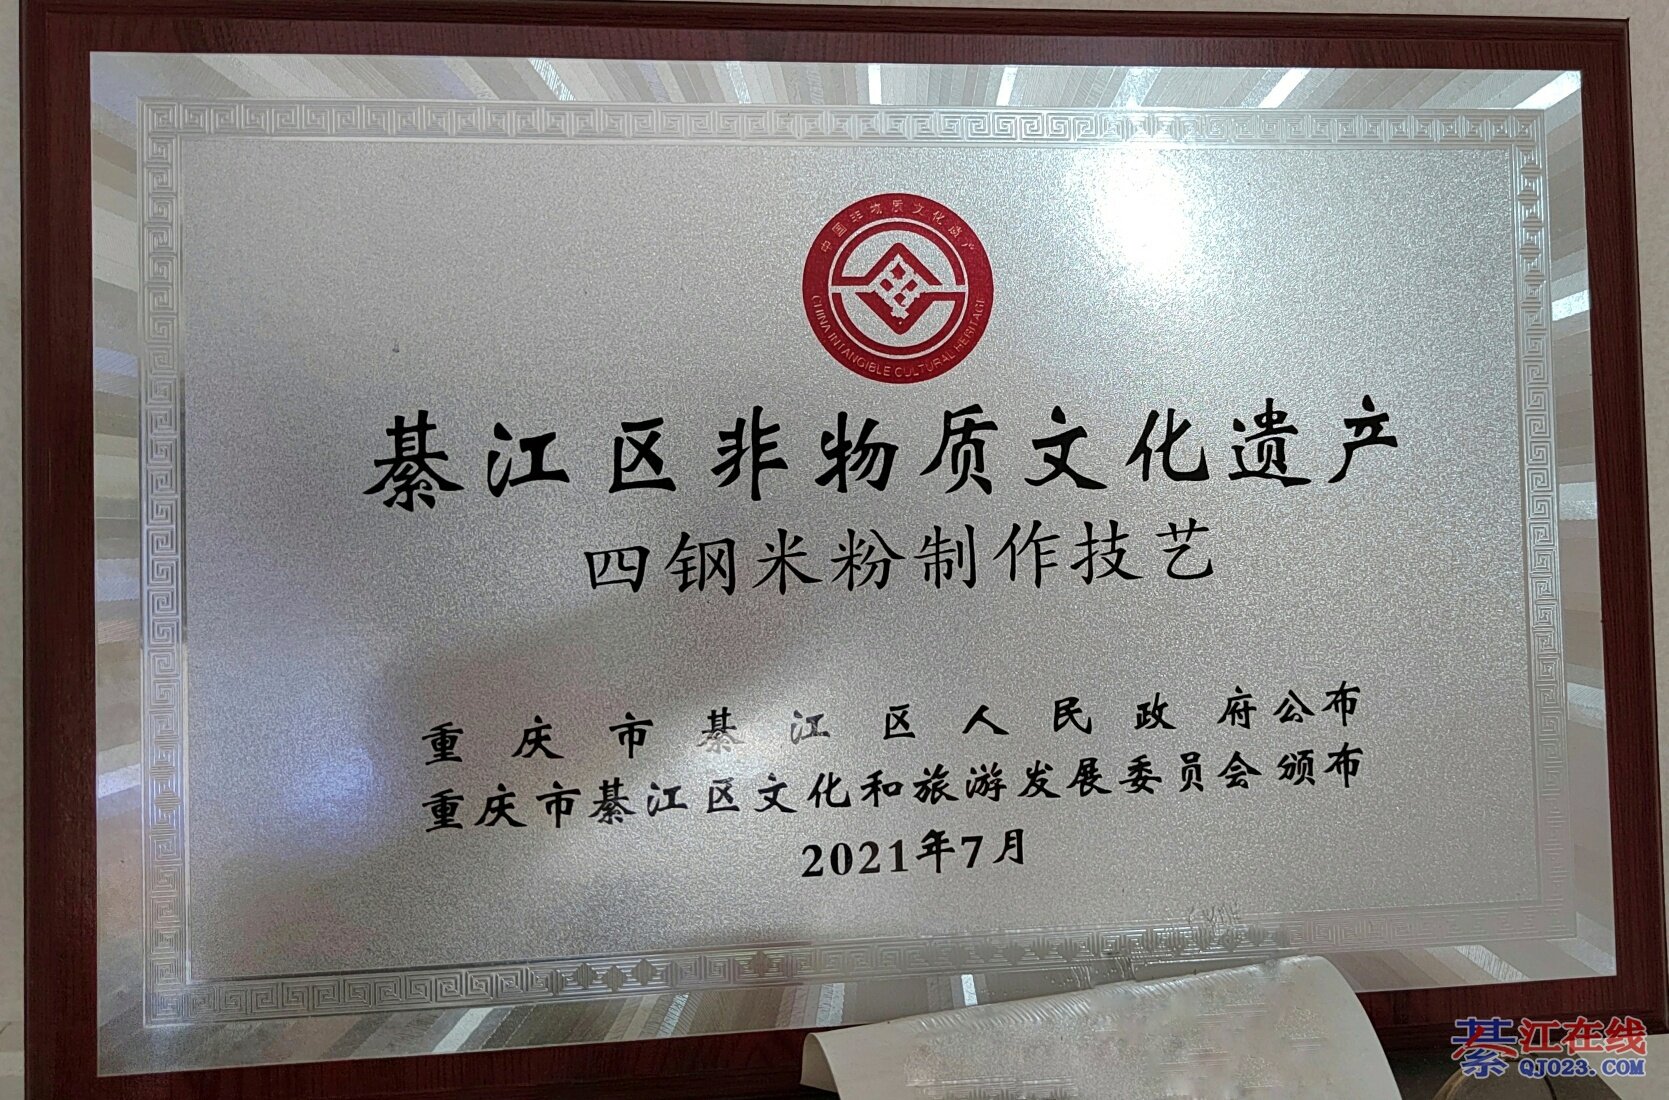 中国非物质文化遗产
CHINA INTANGIBLE CULTURAL HERITAGE
綦江区非物质文化遗产
四钢米粉制作技艺
重庆市綦江区人民政府公布
重庆市綦江区文化和旅游发展委员会颁布
2021年7月
綦江在线
QJ023.COM